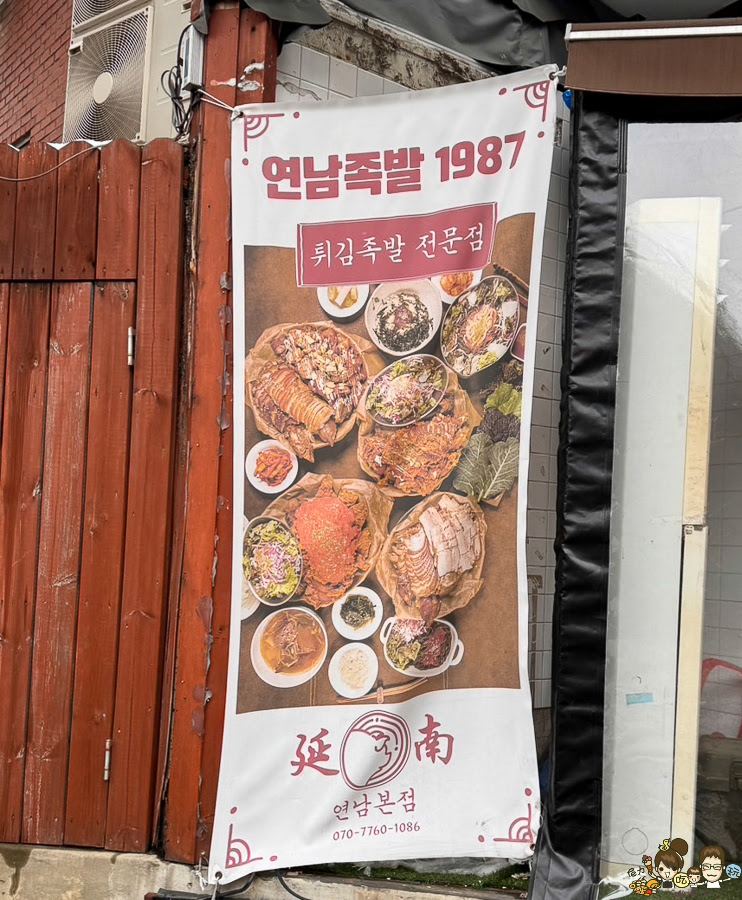 연남족발 1987
튀김족발 전문점
延 南
연남본점
070-7760-1086